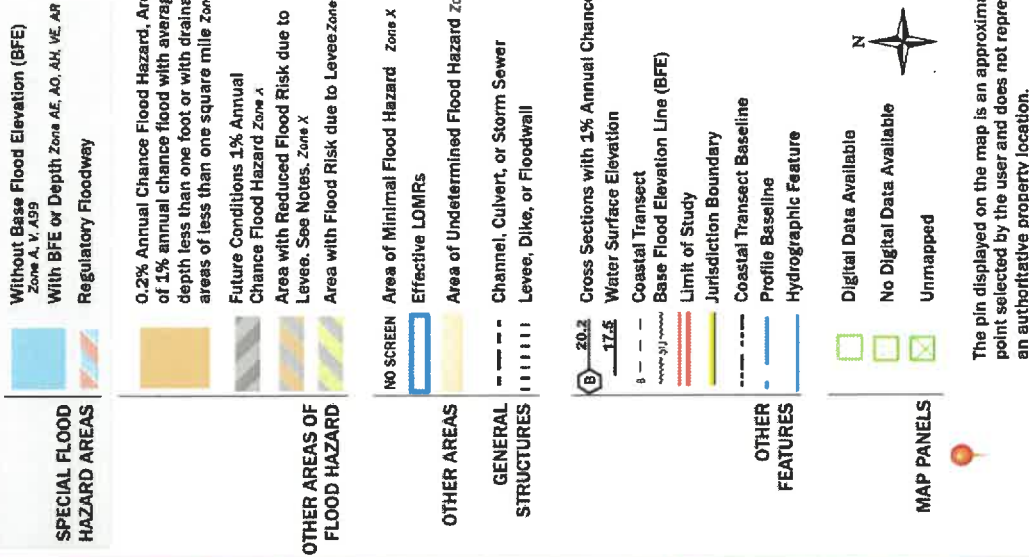 SPECIAL FLOOD
HAZARD AREAS
Without Base Flood Elevation (BFE)
Zone A, V, A99
With BFE or Depth Zone AE, AO, AH, VE, AR
Regulatory Floodway
OTHER AREAS OF
FLOOD HAZARD
0.2% Annual Chance Flood Hazard,
of 1% annual chance flood with
depth less than one foot or with
areas of less than one square mile
Future Conditions 1% Annual
Chance Flood Hazard Zone X
Area with Reduced Flood Risk due to
Levee. See Notes. Zone X
Area with Flood Risk due to Levee Zone
OTHER AREAS
NO SCREEN Area of Minimal Flood Hazard Zone X
Effective LOMRs
Area of Undetermined Flood Hazard
GENERAL
STRUCTURES
Channel, Culvert, or Storm Sewer
Levee, Dike, or Floodwall
OTHER
FEATURES
B 20.2 Cross Sections with 1% Annual Chance
17.5 Water Surface Elevation
8 Coastal Transect
513 Base Flood Elevation Line (BFE)
Limit of Study
Jurisdiction Boundary
Coastal Transect Baseline
Profile Baseline
Hydrographic Feature
MAP PANELS
Digital Data Available
No Digital Data Available
Unmapped
N
The pin displayed on the map is an
point selected by the user and does not
an authoritative property location.